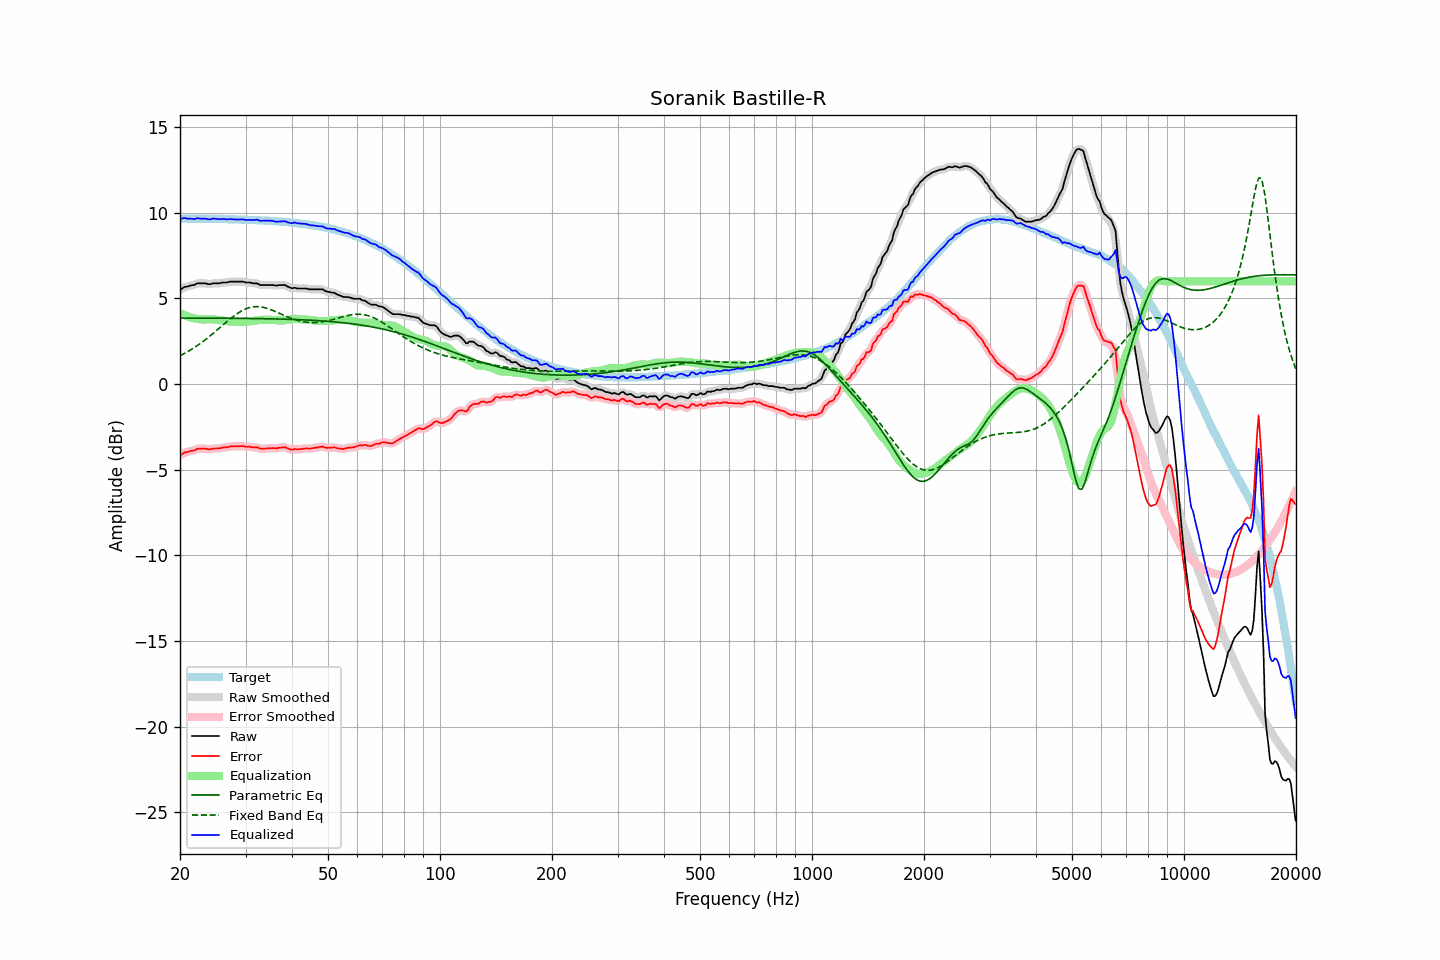 Soranik Bastille-R
15
10
5
0
−5
−10
−15
−20
−25
Amplitude (dBr)
Target
Raw Smoothed
Error Smoothed
Raw
Error
Equalization
Parametric Eq
Fixed Band Eq
Equalized
20 50 100 200 500 1000 2000 5000 10000 20000
Frequency (Hz)